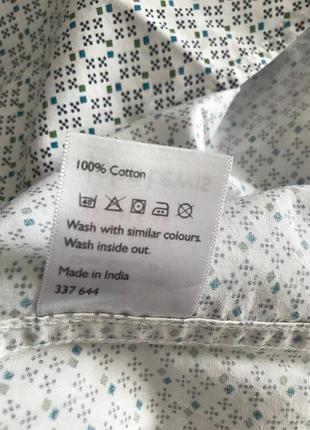 100% Cotton
40°
Wash with similar colours.
Wash inside out.
Made in India
337 644